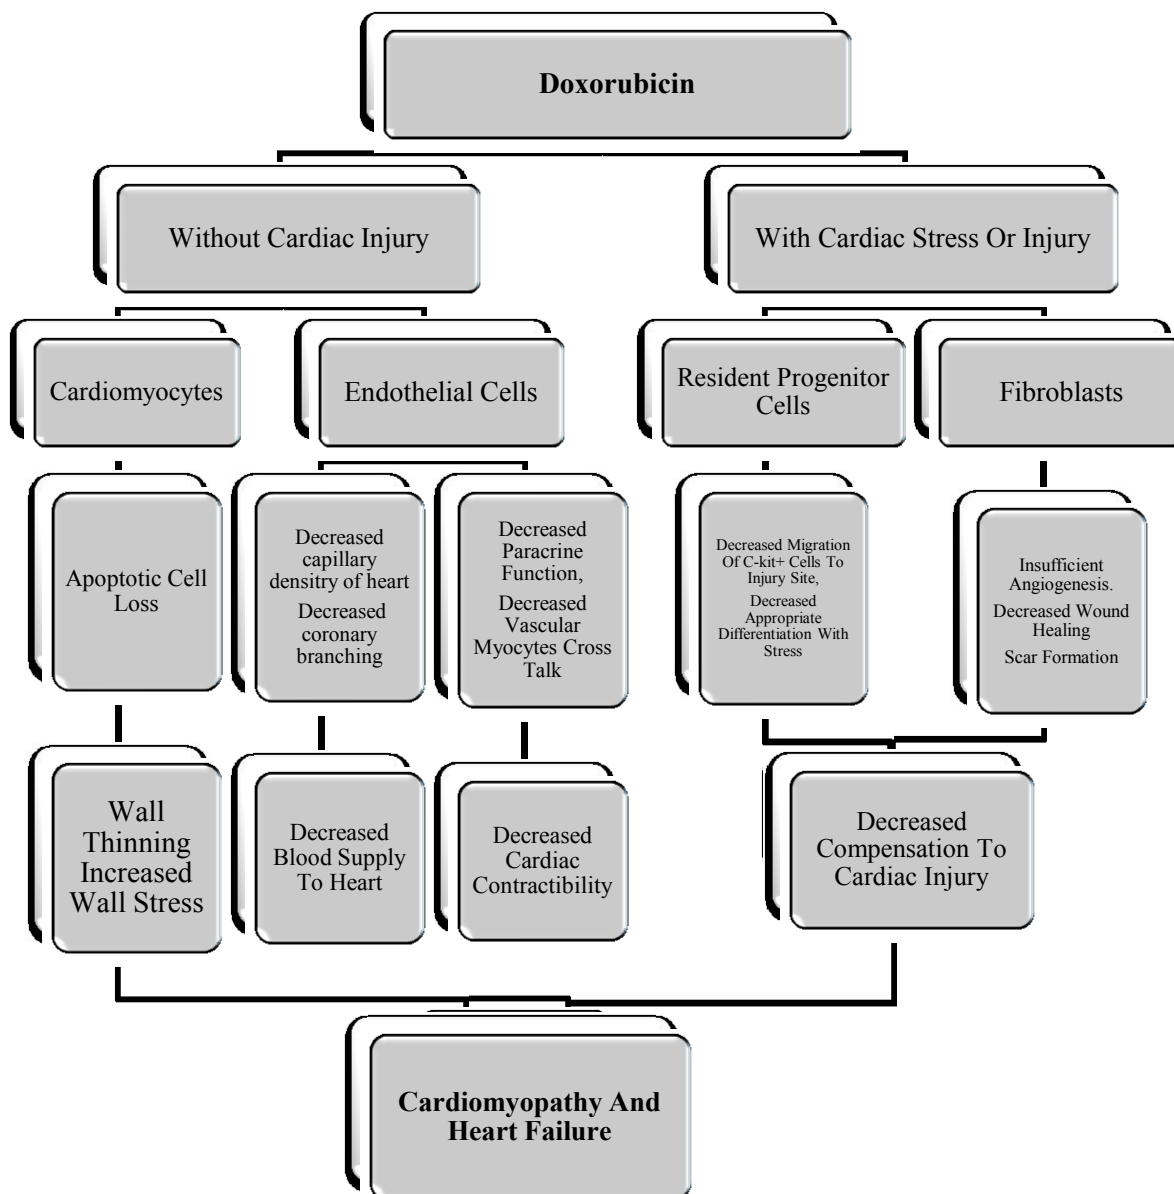 Doxorubicin
Without Cardiac Injury
With Cardiac Stress Or Injury
Cardiomyocytes
Endothelial Cells
Resident Progenitor
Cells
Fibroblasts
Apoptotic Cell
Loss
Decreased
capillary
densitry of heart
Decreased
coronary
branching
Decreased
Paracrine
Function,
Decreased
Vascular
Myocytes Cross
Talk
Decreased Migration
Of C-kit+ Cells To
Injury Site,
Decreased
Appropriate
Differentiation With
Stress
Insufficient
Angiogenesis.
Decreased Wound
Healing
Scar Formation
Wall
Thinning
Increased
Wall Stress
Decreased
Blood Supply
To Heart
Decreased
Cardiac
Contractibility
Decreased
Compensation To
Cardiac Injury
Cardiomyopathy And
Heart Failure